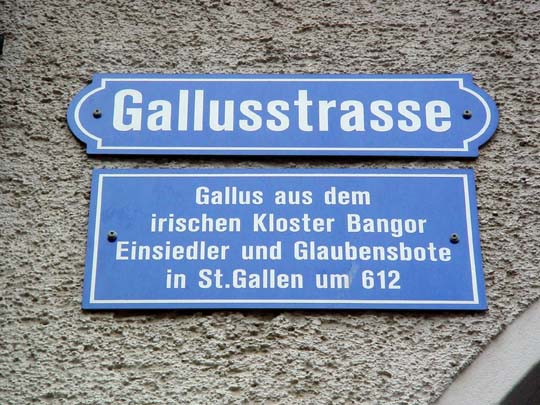 Gallusstrasse
Gallus aus dem
irischen Kloster Bangor
Einsiedler und Glaubensbote
in St.Gallen um 612